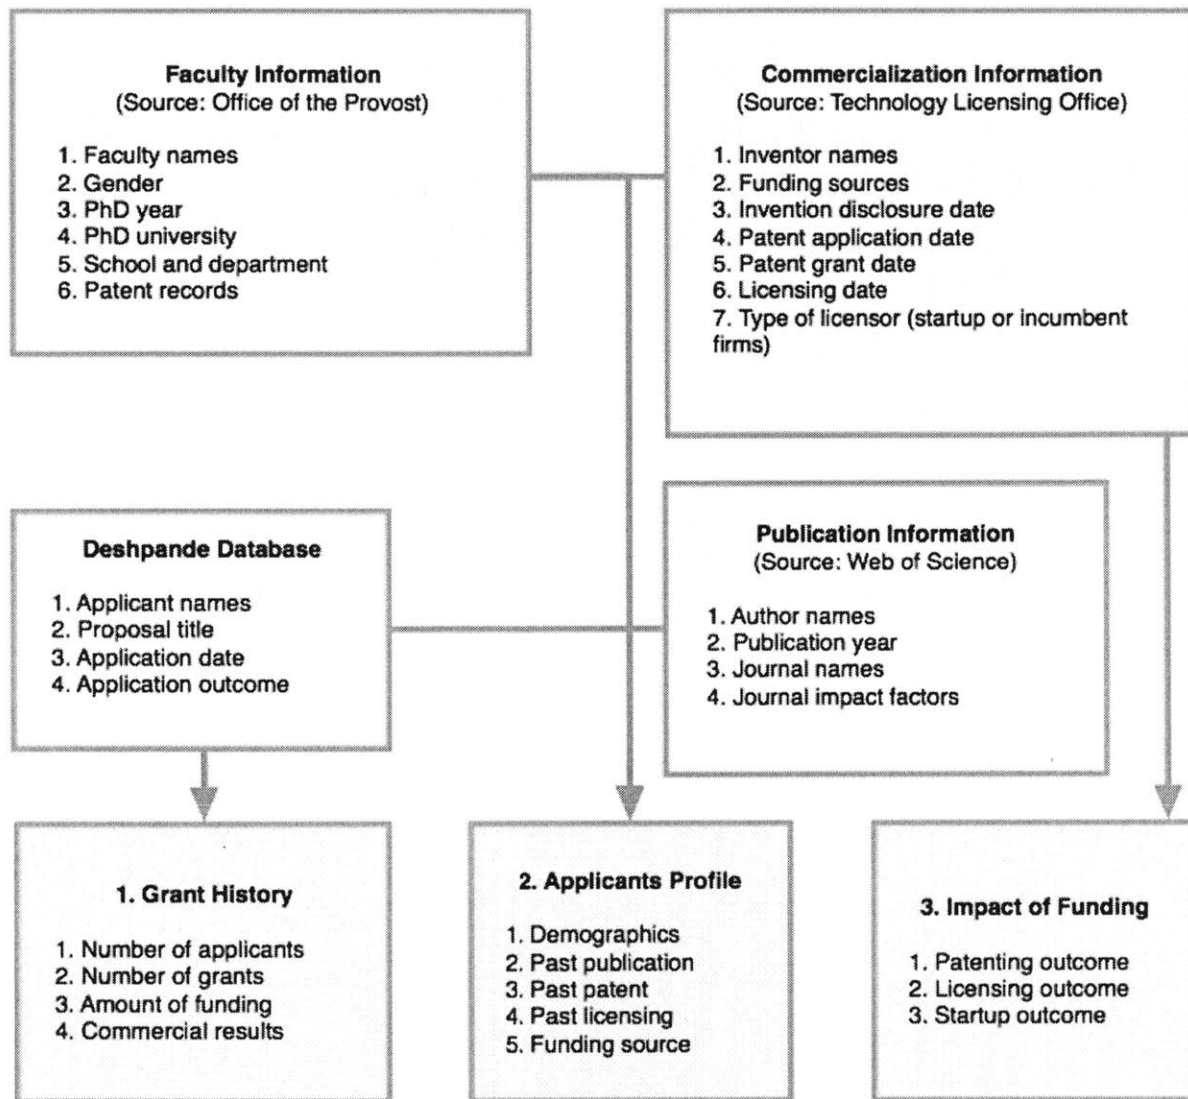 Faculty Information
(Source: Office of the Provost)
1. Faculty names
2. Gender
3. PhD year
4. PhD university
5. School and department
6. Patent records
Commercialization Information
(Source: Technology Licensing Office)
1. Inventor names
2. Funding sources
3. Invention disclosure date
4. Patent application date
5. Patent grant date
6. Licensing date
7. Type of licensor (startup or incumbent
firms)
Deshpande Database
1. Applicant names
2. Proposal title
3. Application date
4. Application outcome
Publication Information
(Source: Web of Science)
1. Author names
2. Publication year
3. Journal names
4. Journal impact factors
1. Grant History
1. Number of applicants
2. Number of grants
3. Amount of funding
4. Commercial results
2. Applicants Profile
1. Demographics
2. Past publication
3. Past patent
4. Past licensing
5. Funding source
3. Impact of Funding
1. Patenting outcome
2. Licensing outcome
3. Startup outcome